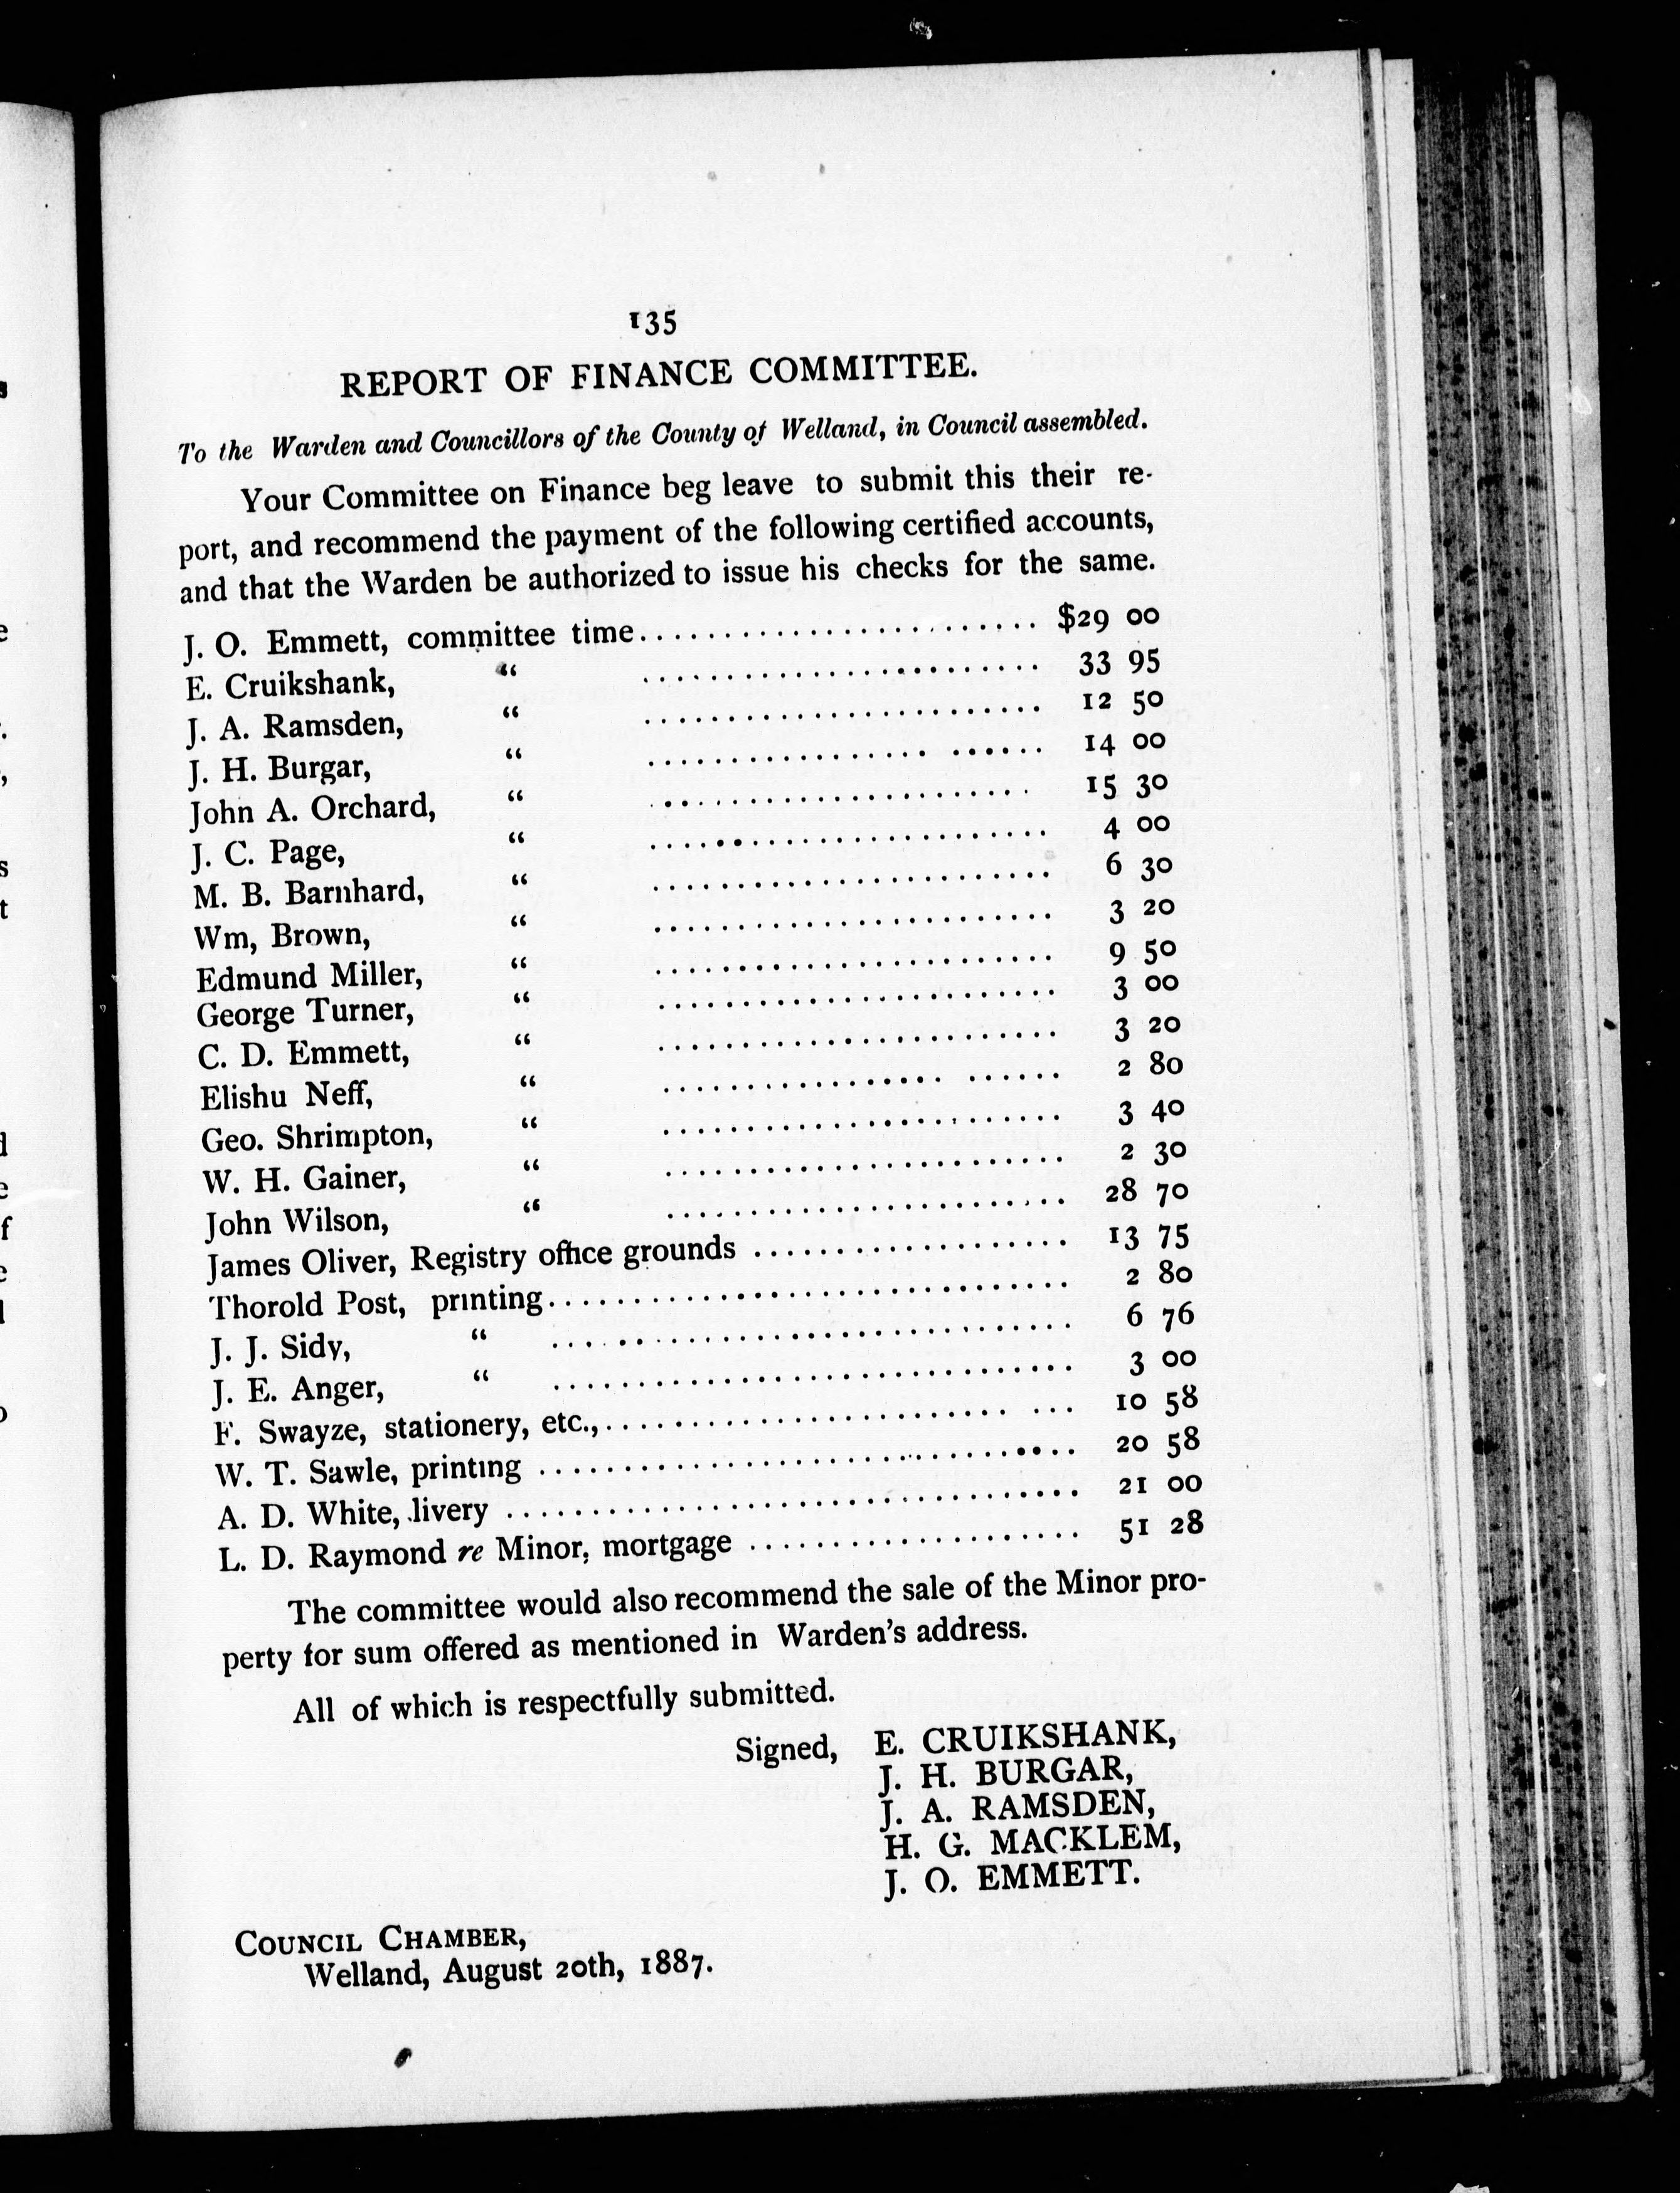 135
REPORT OF FINANCE COMMITTEE.
To the Warden and Councillors of the County of Welland, in Council assembled.
Your Committee on Finance beg leave to submit this their re-
port, and recommend the payment of the following certified accounts,
and that the Warden be authorized to issue his checks for the same.
J. O. Emmett, committee time........................ $29 00
E. Cruikshank, “ ........................ 33 95
J. A. Ramsden, “ ........................ 12 50
J. H. Burgar, “ ........................ 14 00
John A. Orchard, “ ........................ 15 30
J. C. Page, “ ........................ 4 00
M. B. Barnhard, “ ........................ 6 30
Wm, Brown, “ ........................ 3 20
Edmund Miller, “ ........................ 9 50
George Turner, “ ........................ 3 00
C. D. Emmett, “ ........................ 3 20
Elishu Neff, “ ........................ 2 80
Geo. Shrimpton, “ ........................ 3 40
W. H. Gainer, “ ........................ 2 30
John Wilson, “ ........................ 28 70
James Oliver, Registry office grounds ................... 13 75
Thorold Post, printing............................... 2 80
J. J. Sidy, “ ............................... 6 76
J. E. Anger, “ ............................... 3 00
F. Swayze, stationery, etc.,........................... 10 58
W. T. Sawle, printing ................................ 20 58
A. D. White, livery .................................. 21 00
L. D. Raymond re Minor, mortgage .................... 51 28
The committee would also recommend the sale of the Minor pro-
perty for sum offered as mentioned in Warden's address.
All of which is respectfully submitted.
Signed, E. CRUIKSHANK,
J. H. BURGAR,
J. A. RAMSDEN,
H. G. MACKLEM,
J. O. EMMETT.
COUNCIL CHAMBER,
Welland, August 20th, 1887.